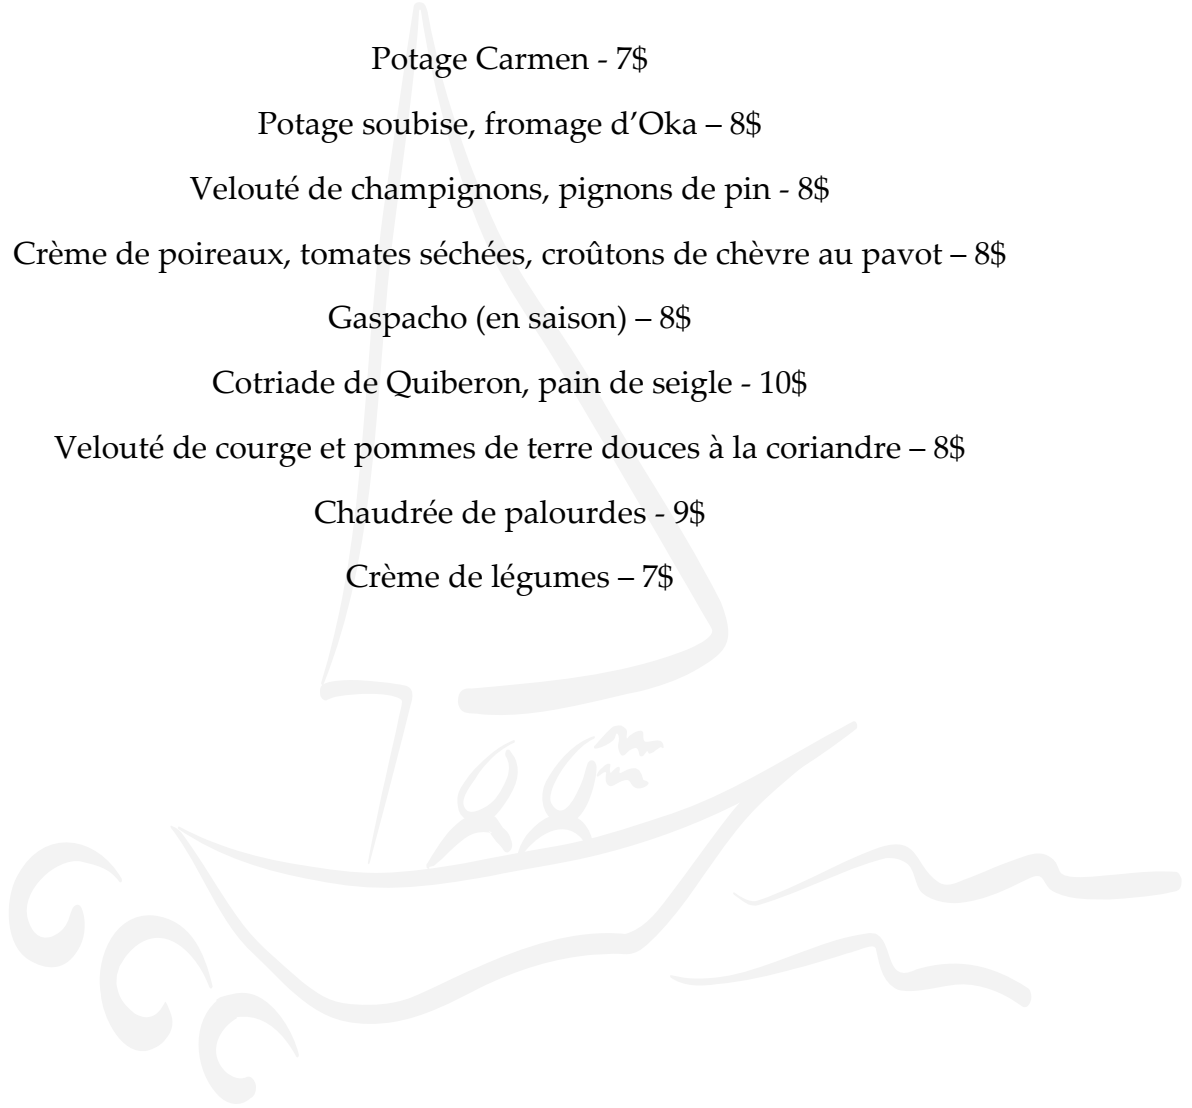 Potage Carmen - 7$
Potage soubise, fromage d’Oka – 8$
Velouté de champignons, pignons de pin - 8$
Crème de poireaux, tomates séchées, croûtons de chèvre au pavot – 8$
Gaspacho (en saison) – 8$
Cotriade de Quiberon, pain de seigle - 10$
Velouté de courge et pommes de terre douces à la coriandre – 8$
Chaudrée de palourdes - 9$
Crème de légumes – 7$